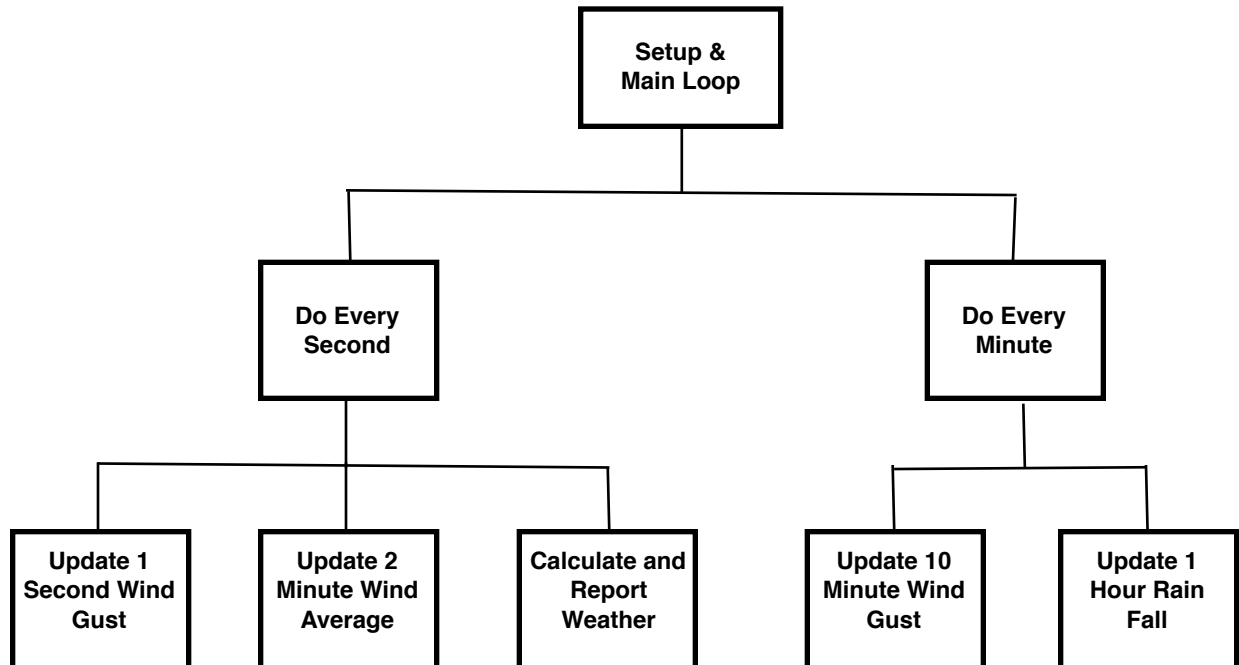 Setup &
Main Loop
Do Every
Second
Do Every
Minute
Update 1
Second Wind
Gust
Update 2
Minute Wind
Average
Calculate and
Report
Weather
Update 10
Minute Wind
Gust
Update 1
Hour Rain
Fall